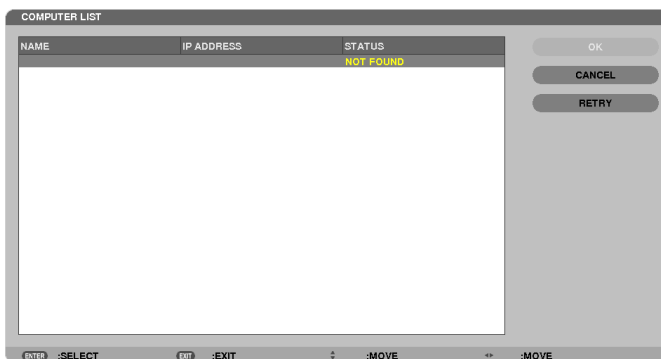 COMPUTER LIST
NAME IP ADDRESS STATUS
NOT FOUND
OK
CANCEL
RETRY
ENTER :SELECT EXIT :EXIT :MOVE :MOVE